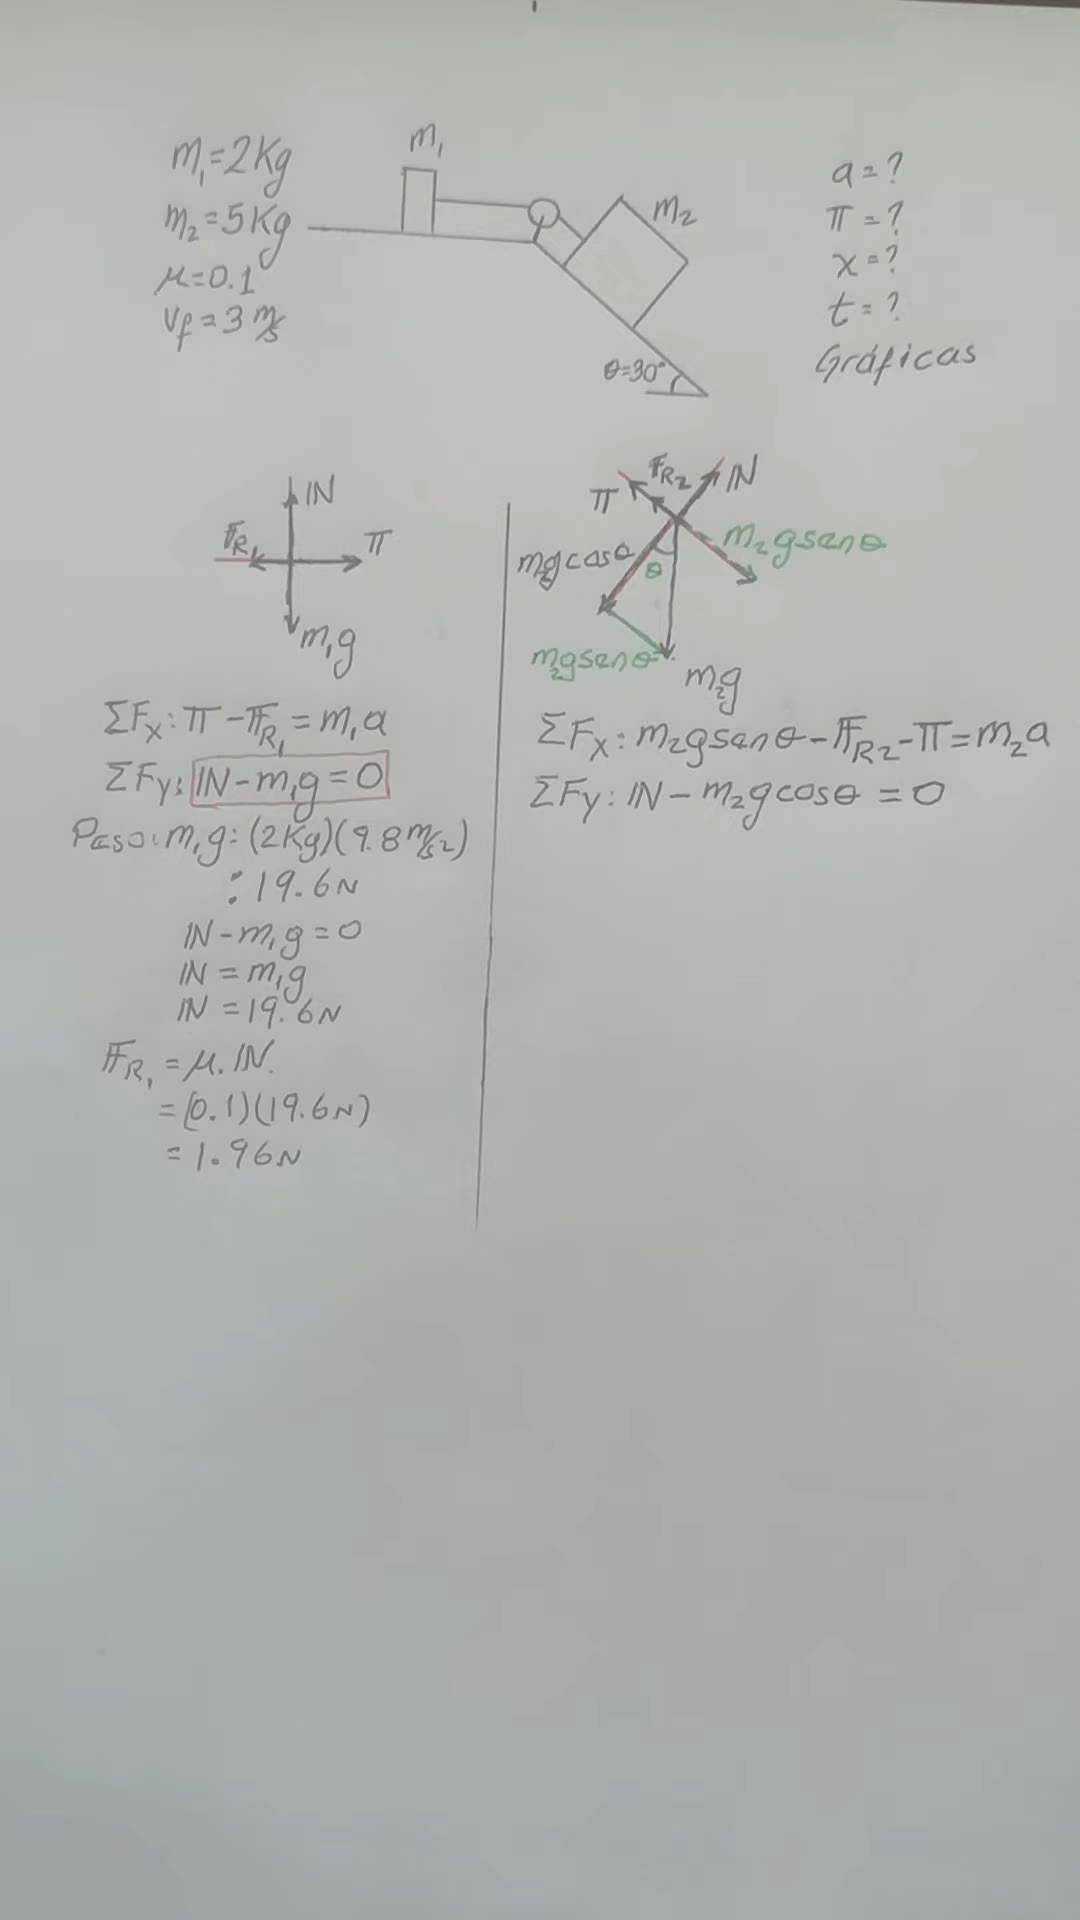 m₁=2Kg
m₂=5Kg
μ=0.1
Vf=3 m/s
m₁
m₂
θ=30°
a=?
T=?
x=?
t=?
Gráficas
N
FR₁
T
m₁g
FR₂
N
T
m₂gcosθ
m₂gsenθ
θ
m₂gsenθ
m₂g
ΣFx: T-FR₁=m₁a
ΣFy: N-m₁g=0
Peso: m₁g: (2Kg)(9.8 m/s²)
: 19.6N
N-m₁g=0
N=m₁g
N=19.6N
FR₁=μ.N.
=(0.1)(19.6N)
=1.96N
ΣFx: m₂gsenθ-FR₂-T=m₂a
ΣFy: N-m₂gcosθ=0